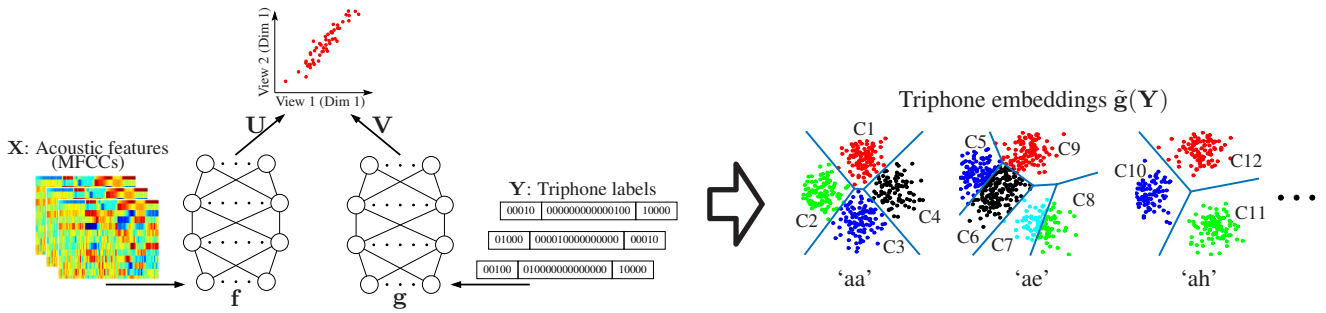 View 2 (Dim 1)
View 1 (Dim 1)
U
V
X: Acoustic features
(MFCCs)
f
g
Y: Triphone labels
00010 000000000000100 10000
01000 000010000000000 00010
00100 010000000000000 10000
Triphone embeddings g̃(Y)
C1
C2
C3
C4
'aa'
C5
C6
C7
C8
C9
'ae'
C10
C11
C12
'ah'